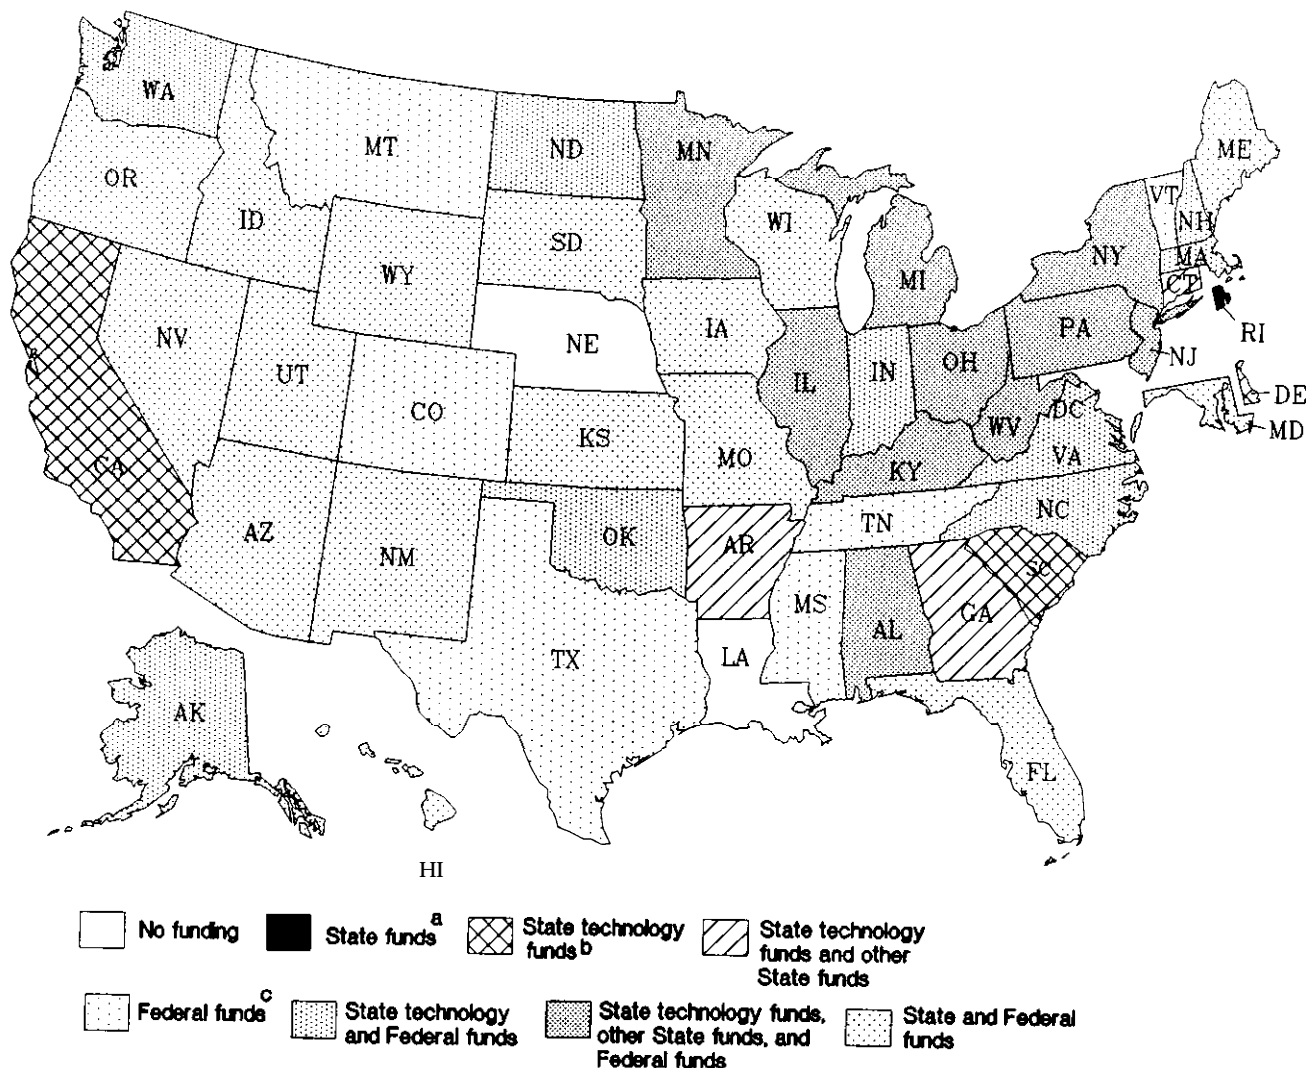 WA
MT
ND
MN
ME
OR
ID
SD
WI
VT
NH
WY
MI
NY
MA
CT
NV
NE
IA
PA
RI
UT
CO
IL
IN
OH
NJ
DE
KS
MO
WV
DC
MD
CA
KY
VA
AZ
NM
OK
AR
TN
NC
SC
MS
AL
GA
TX
LA
AK
FL
HI
No funding
State funds a
State technology
funds b
State technology
funds and other
State funds
Federal funds c
State technology
and Federal funds
State technology funds,
other State funds, and
Federal funds
State and Federal
funds